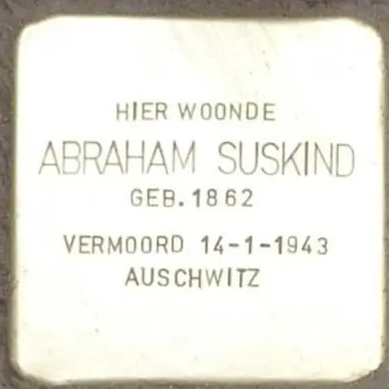 HIER WOONDE
ABRAHAM SUSKIND
GEB.1862
VERMOORD 14-1-1943
AUSCHWITZ